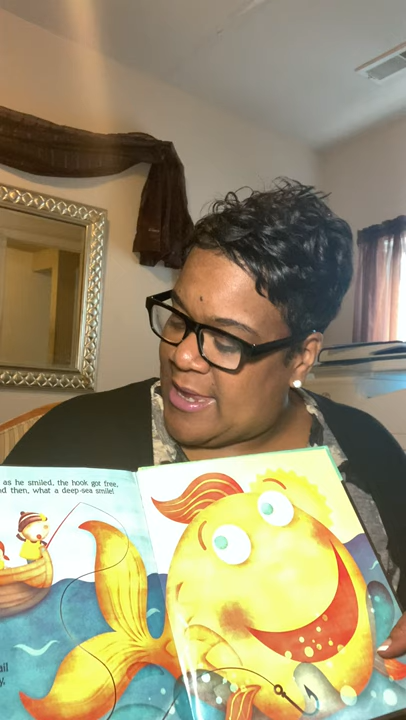 as he smiled, the hook got free,
then, what a deep-sea smile!